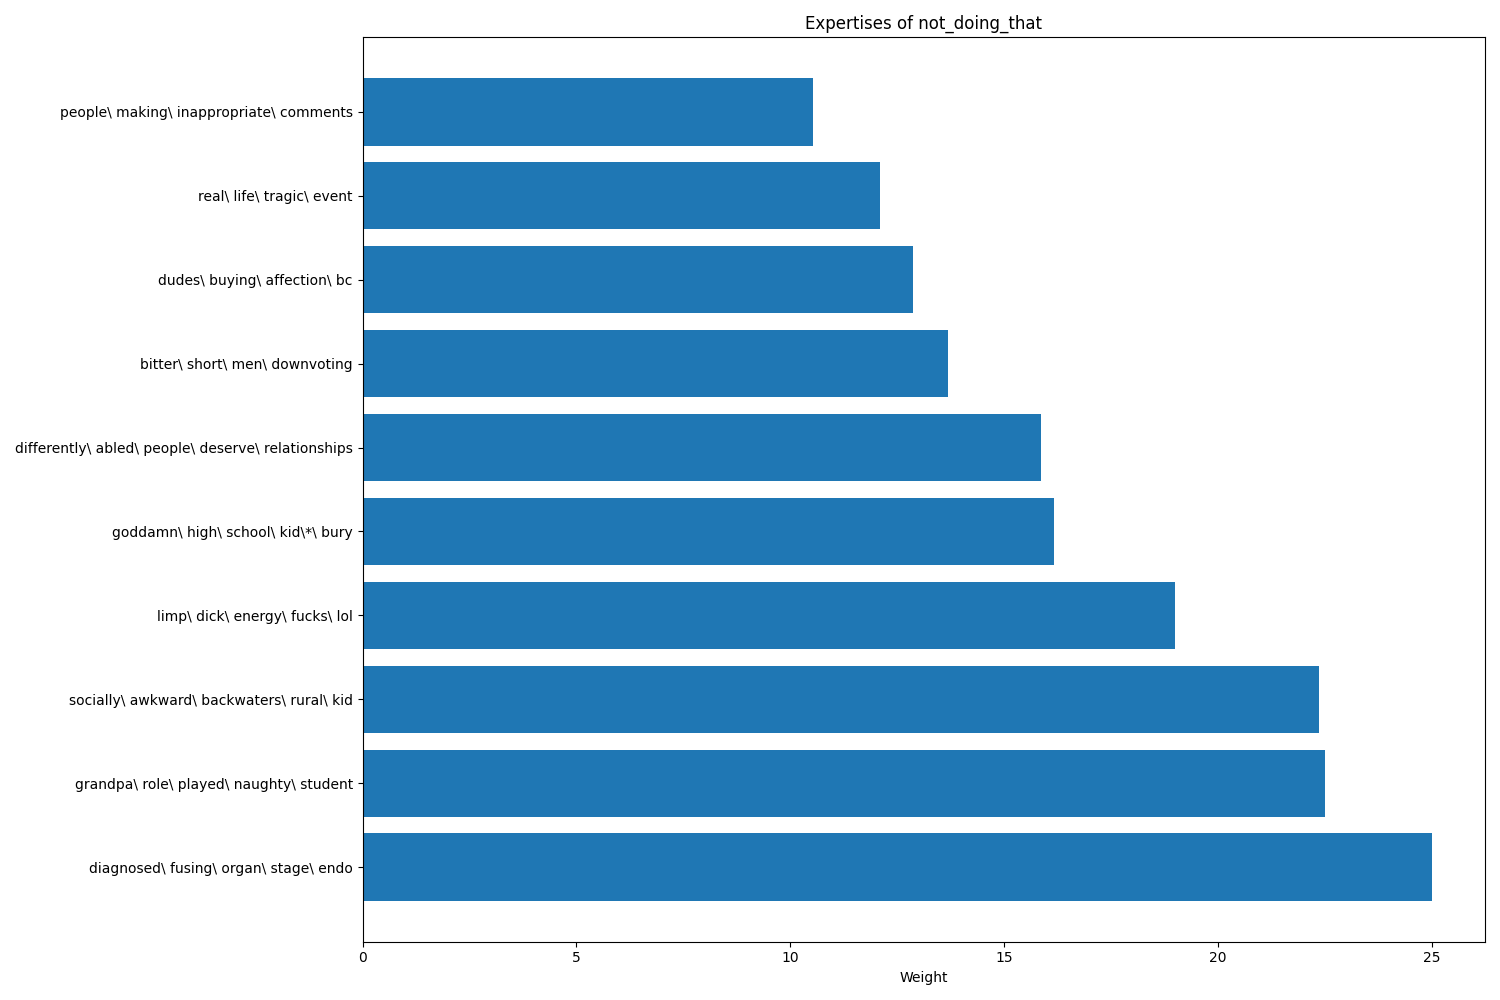 Expertises of not_doing_that
people\ making\ inappropriate\ comments
real\ life\ tragic\ event
dudes\ buying\ affection\ bc
bitter\ short\ men\ downvoting
differently\ abled\ people\ deserve\ relationships
goddamn\ high\ school\ kid\*\ bury
limp\ dick\ energy\ fucks\ lol
socially\ awkward\ backwaters\ rural\ kid
grandpa\ role\ played\ naughty\ student
diagnosed\ fusing\ organ\ stage\ endo
0 5 10 15 20 25
Weight